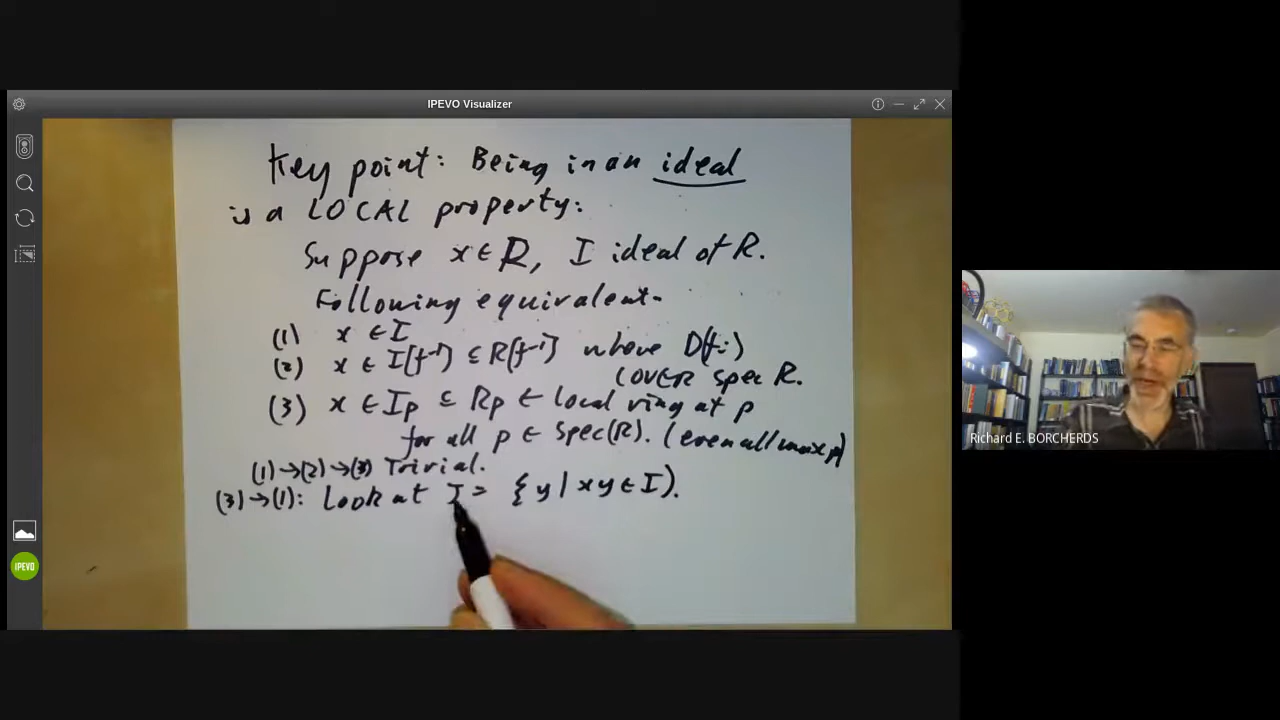 IPEVO Visualizer
Key point: Being in an ideal
is a LOCAL property:
Suppose x ∈ R, I ideal of R.
Following equivalent.
(1) x ∈ I
(2) x ∈ I[f⁻¹] ⊆ R[f⁻¹] where D(fi)
COVER spec R.
(3) x ∈ Ip ⊆ Rp ← local ring at p
for all p ∈ Spec(R). (even all max p)
(1)→(2)→(3) Trivial.
(3)→(1): Look at I = {y | xy ∈ I}.
IPEVO
Richard E. BORCHERDS